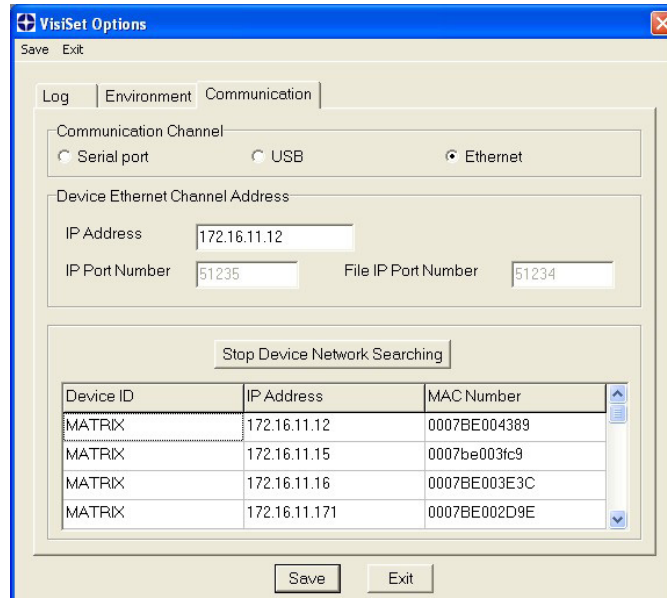 VisiSet Options
Save Exit
Log Environment Communication
Communication Channel
Serial port USB Ethernet
Device Ethernet Channel Address
IP Address 172.16.11.12
IP Port Number 51235 File IP Port Number 51234
Stop Device Network Searching
Device ID IP Address MAC Number
MATRIX 172.16.11.12 0007BE004389
MATRIX 172.16.11.15 0007be003fc9
MATRIX 172.16.11.16 0007BE003E3C
MATRIX 172.16.11.171 0007BE002D9E
Save Exit